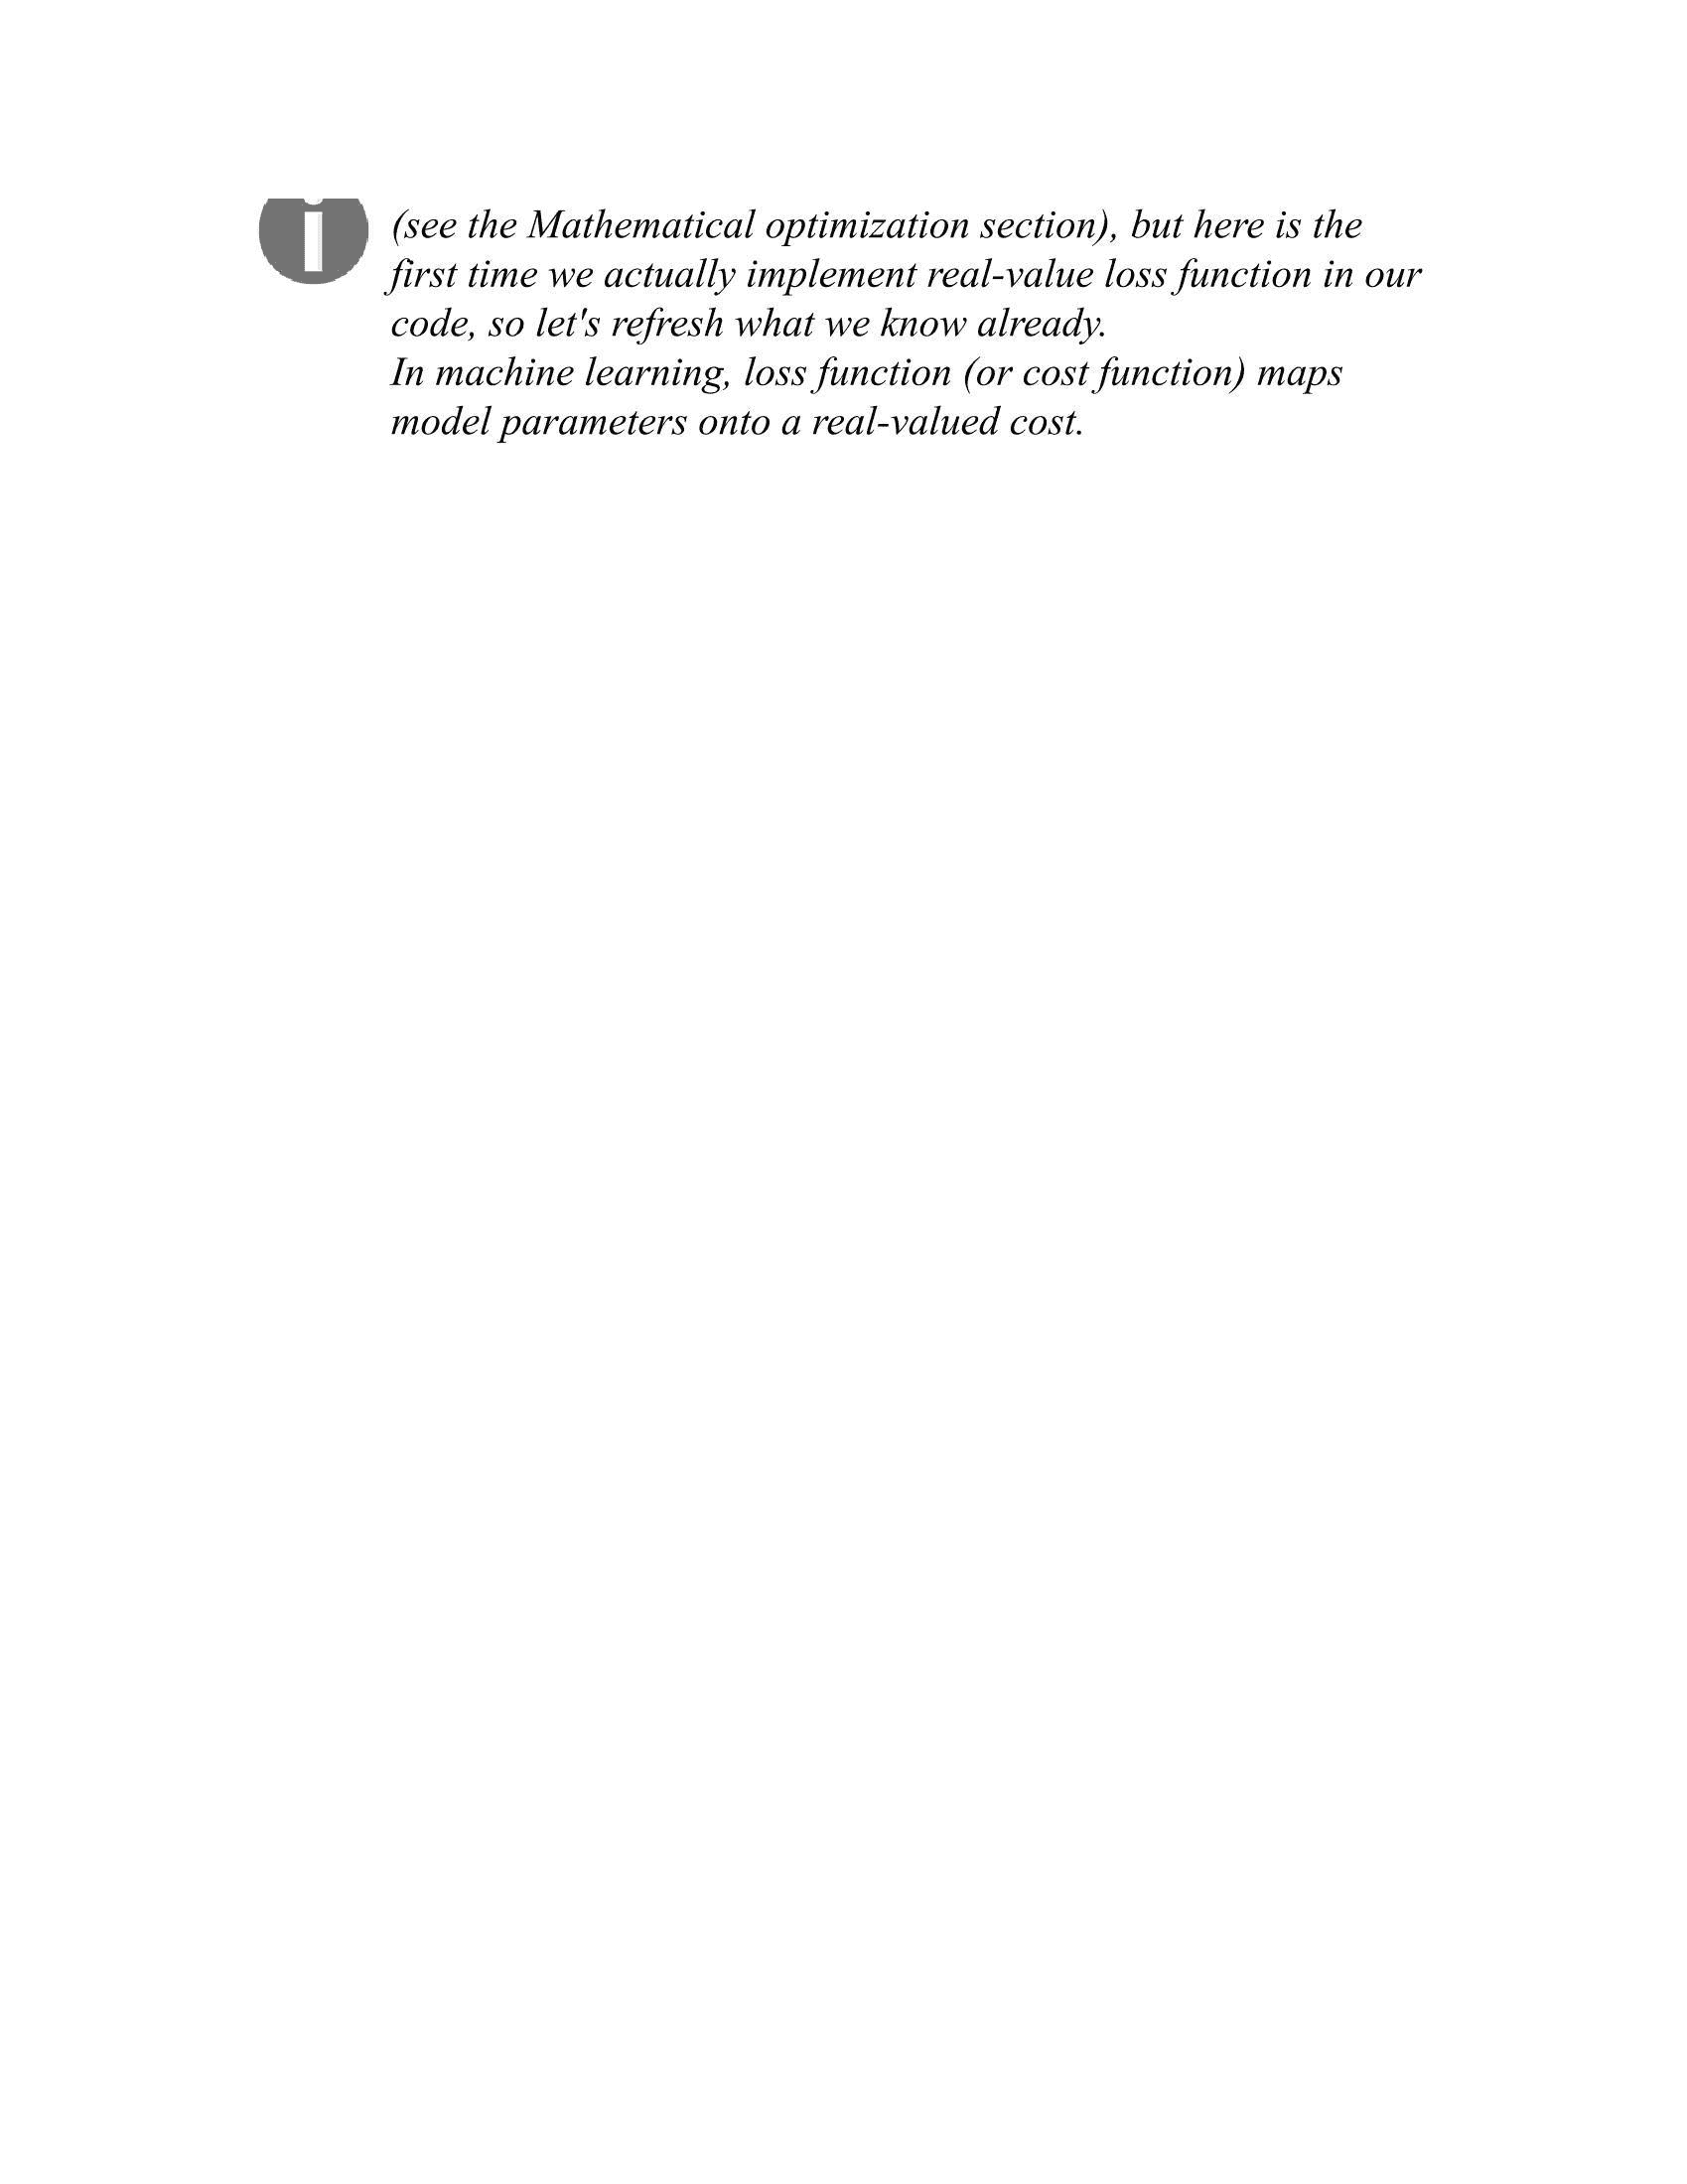 (see the Mathematical optimization section), but here is the
first time we actually implement real-value loss function in our
code, so let's refresh what we know already.
In machine learning, loss function (or cost function) maps
model parameters onto a real-valued cost.